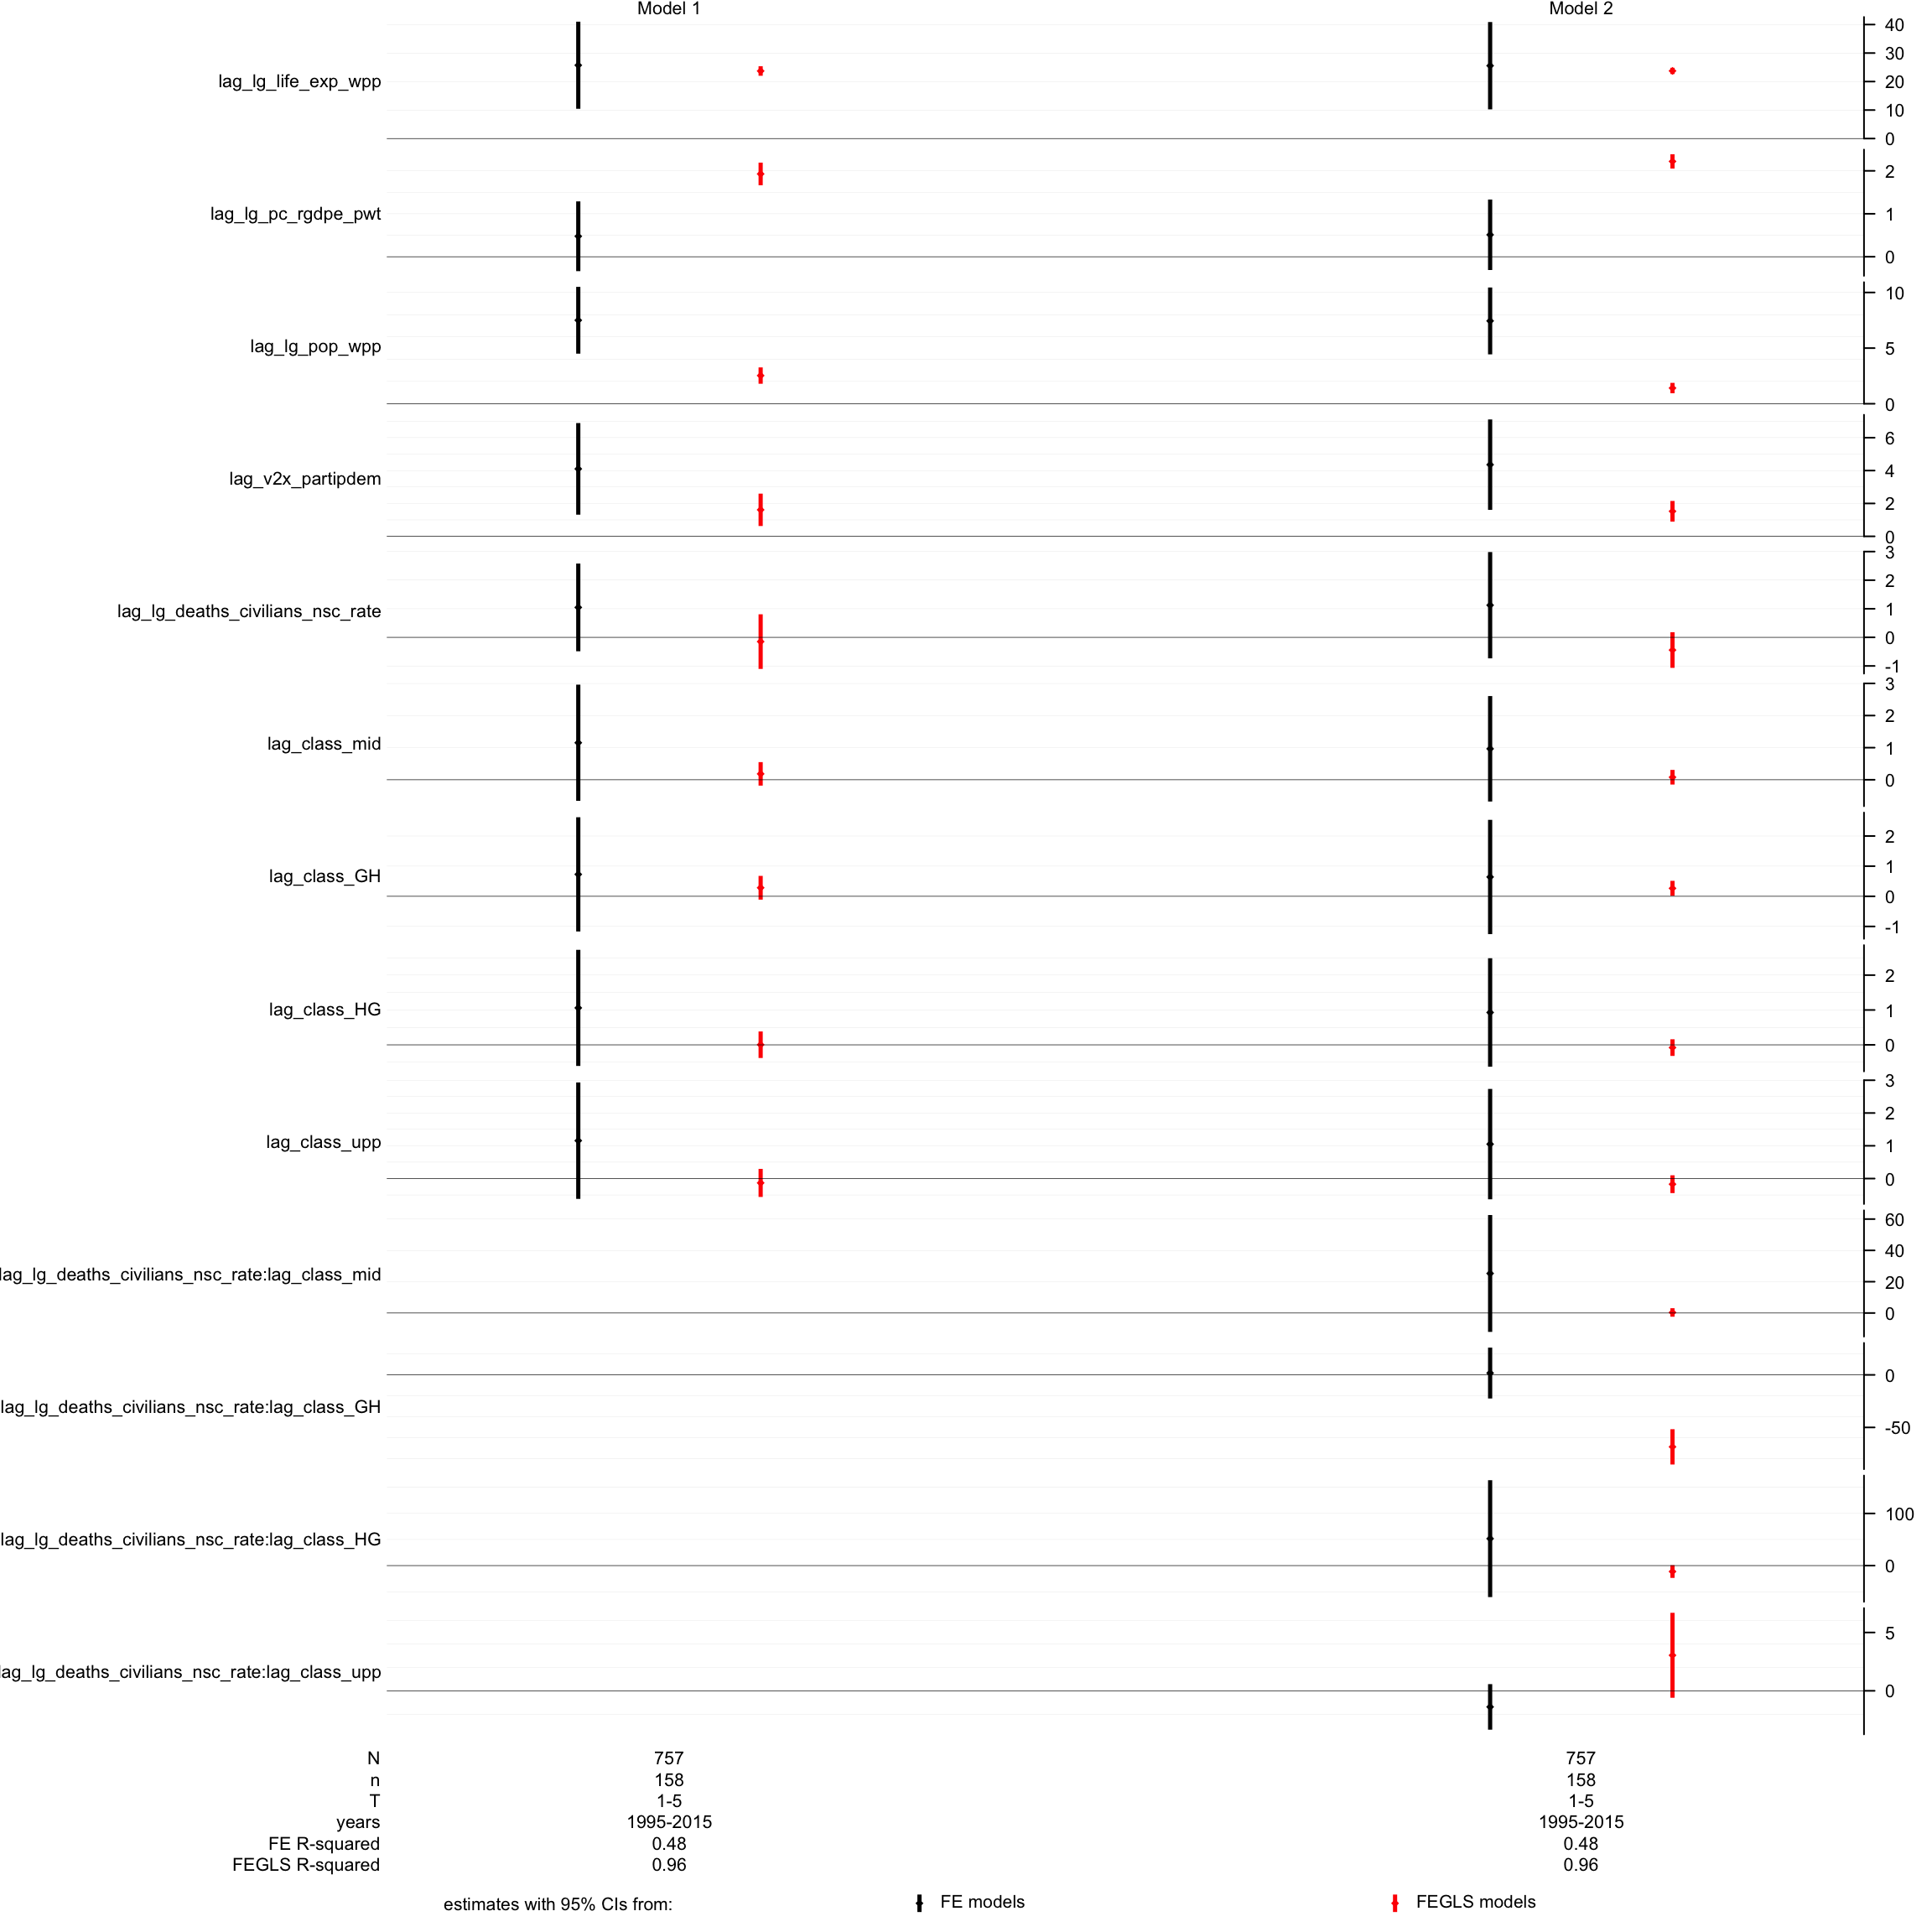 Model 1 Model 2
lag_lg_life_exp_wpp
40
30
20
10
0
lag_lg_pc_rgdpe_pwt
2
1
0
lag_lg_pop_wpp
10
5
0
lag_v2x_partipdem
6
4
2
0
lag_lg_deaths_civilians_nsc_rate
3
2
1
0
-1
lag_class_mid
3
2
1
0
lag_class_GH
2
1
0
-1
lag_class_HG
2
1
0
lag_class_upp
3
2
1
0
lag_lg_deaths_civilians_nsc_rate:lag_class_mid
60
40
20
0
lag_lg_deaths_civilians_nsc_rate:lag_class_GH
0
-50
lag_lg_deaths_civilians_nsc_rate:lag_class_HG
100
0
lag_lg_deaths_civilians_nsc_rate:lag_class_upp
5
0
N 757 757
n 158 158
T 1-5 1-5
years 1995-2015 1995-2015
FE R-squared 0.48 0.48
FEGLS R-squared 0.96 0.96
estimates with 95% CIs from: FE models FEGLS models